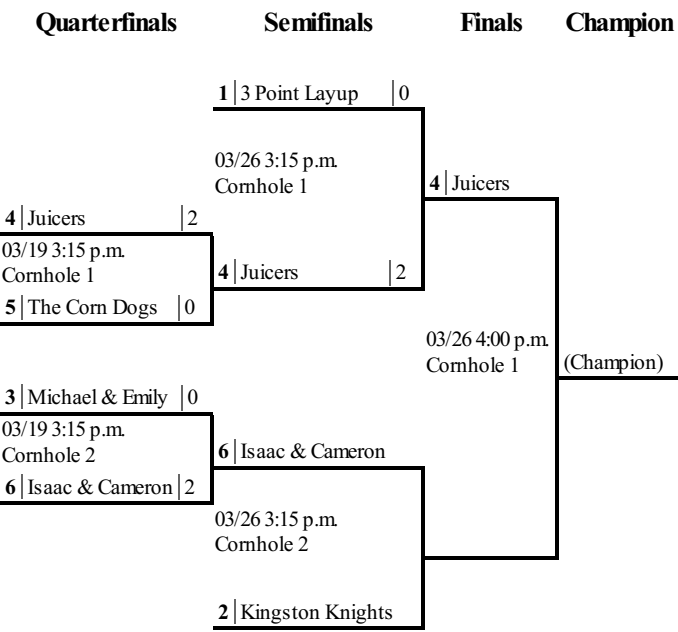 Quarterfinals Semifinals Finals Champion
1 3 Point Layup 0
03/26 3:15 p.m.
Cornhole 1
4 Juicers
4 Juicers 2
03/19 3:15 p.m.
Cornhole 1
4 Juicers 2
5 The Corn Dogs 0
03/26 4:00 p.m.
Cornhole 1
(Champion)
3 Michael & Emily 0
03/19 3:15 p.m.
Cornhole 2
6 Isaac & Cameron
6 Isaac & Cameron 2
03/26 3:15 p.m.
Cornhole 2
2 Kingston Knights